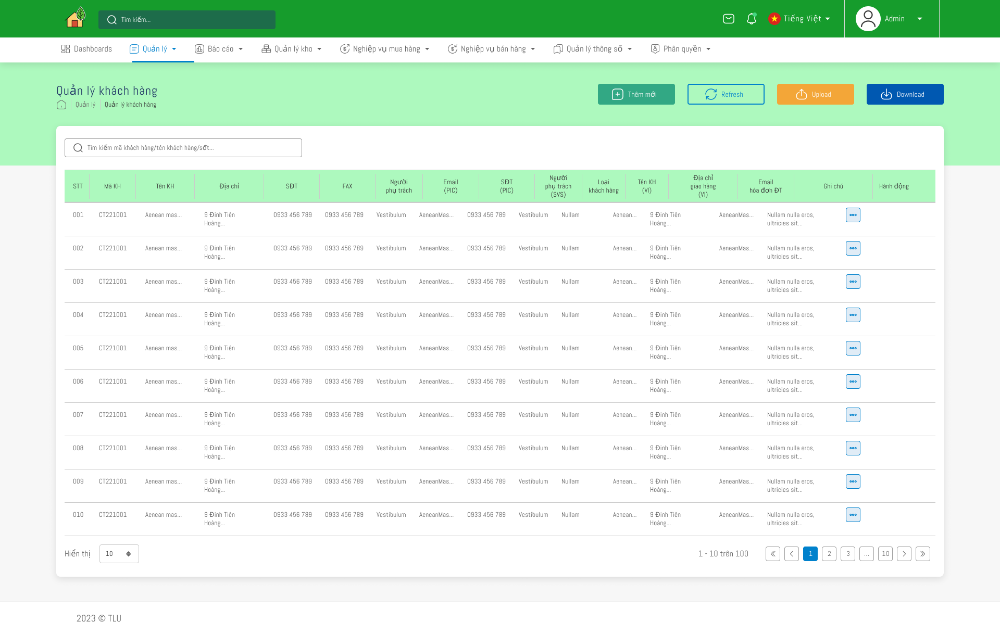 Tìm kiếm...
Tiếng Việt
Admin
Dashboards Quản lý Báo cáo Quản lý kho Nghiệp vụ mua hàng Nghiệp vụ bán hàng Quản lý thông số Phân quyền
Quản lý khách hàng
Quản lý Quản lý khách hàng
Thêm mới Refresh Upload Download
Tìm kiếm mã khách hàng/tên khách hàng/sđt...
STT Mã KH Tên KH Địa chỉ SĐT FAX Người phụ trách Email (PIC) SĐT (PIC) Người phụ trách (SVS) Loại khách hàng Tên KH (VI) Địa chỉ giao hàng (VI) Email hóa đơn ĐT Ghi chú Hành động
001 CT221001 Aenean mas... 9 Đinh Tiên Hoàng... 0933 456 789 0933 456 789 Vestibulum AeneanMas... 0933 456 789 Vestibulum Nullam Aenean... 9 Đinh Tiên Hoàng... AeneanMas... Nullam nulla eros, ultricies sit...
002 CT221001 Aenean mas... 9 Đinh Tiên Hoàng... 0933 456 789 0933 456 789 Vestibulum AeneanMas... 0933 456 789 Vestibulum Nullam Aenean... 9 Đinh Tiên Hoàng... AeneanMas... Nullam nulla eros, ultricies sit...
003 CT221001 Aenean mas... 9 Đinh Tiên Hoàng... 0933 456 789 0933 456 789 Vestibulum AeneanMas... 0933 456 789 Vestibulum Nullam Aenean... 9 Đinh Tiên Hoàng... AeneanMas... Nullam nulla eros, ultricies sit...
004 CT221001 Aenean mas... 9 Đinh Tiên Hoàng... 0933 456 789 0933 456 789 Vestibulum AeneanMas... 0933 456 789 Vestibulum Nullam Aenean... 9 Đinh Tiên Hoàng... AeneanMas... Nullam nulla eros, ultricies sit...
005 CT221001 Aenean mas... 9 Đinh Tiên Hoàng... 0933 456 789 0933 456 789 Vestibulum AeneanMas... 0933 456 789 Vestibulum Nullam Aenean... 9 Đinh Tiên Hoàng... AeneanMas... Nullam nulla eros, ultricies sit...
006 CT221001 Aenean mas... 9 Đinh Tiên Hoàng... 0933 456 789 0933 456 789 Vestibulum AeneanMas... 0933 456 789 Vestibulum Nullam Aenean... 9 Đinh Tiên Hoàng... AeneanMas... Nullam nulla eros, ultricies sit...
007 CT221001 Aenean mas... 9 Đinh Tiên Hoàng... 0933 456 789 0933 456 789 Vestibulum AeneanMas... 0933 456 789 Vestibulum Nullam Aenean... 9 Đinh Tiên Hoàng... AeneanMas... Nullam nulla eros, ultricies sit...
008 CT221001 Aenean mas... 9 Đinh Tiên Hoàng... 0933 456 789 0933 456 789 Vestibulum AeneanMas... 0933 456 789 Vestibulum Nullam Aenean... 9 Đinh Tiên Hoàng... AeneanMas... Nullam nulla eros, ultricies sit...
009 CT221001 Aenean mas... 9 Đinh Tiên Hoàng... 0933 456 789 0933 456 789 Vestibulum AeneanMas... 0933 456 789 Vestibulum Nullam Aenean... 9 Đinh Tiên Hoàng... AeneanMas... Nullam nulla eros, ultricies sit...
010 CT221001 Aenean mas... 9 Đinh Tiên Hoàng... 0933 456 789 0933 456 789 Vestibulum AeneanMas... 0933 456 789 Vestibulum Nullam Aenean... 9 Đinh Tiên Hoàng... AeneanMas... Nullam nulla eros, ultricies sit...
Hiển thị 10 1 - 10 trên 100 1 2 3 ... 10
2023 © TLU